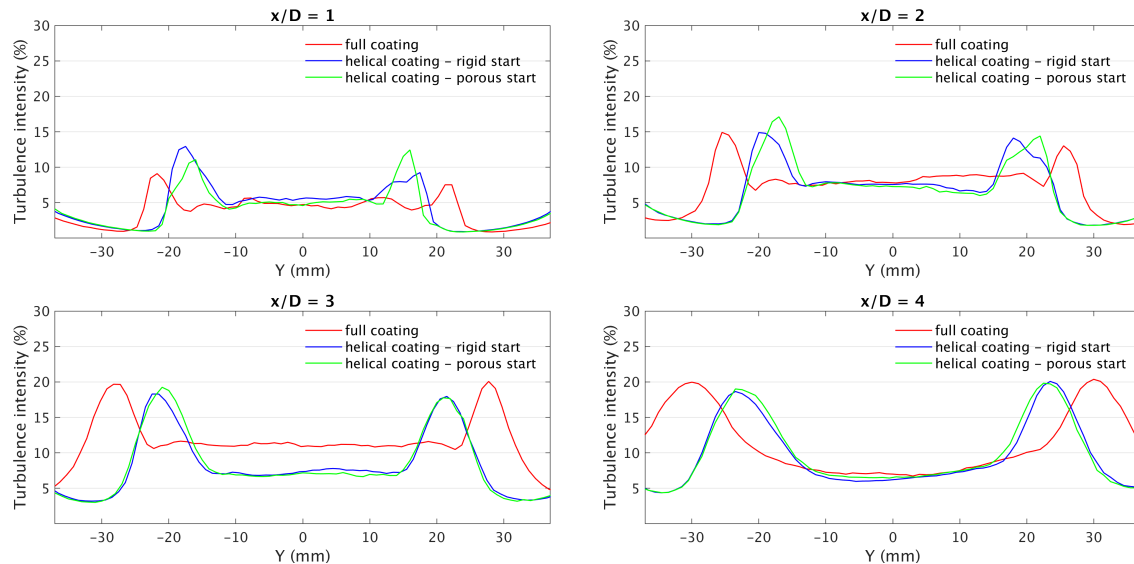 x/D = 1
30
25
20
15
10
5
Turbulence intensity (%)
full coating
helical coating – rigid start
helical coating – porous start
−30 −20 −10 0 10 20 30
Y (mm)
x/D = 2
30
25
20
15
10
5
Turbulence intensity (%)
full coating
helical coating – rigid start
helical coating – porous start
−30 −20 −10 0 10 20 30
Y (mm)
x/D = 3
30
25
20
15
10
5
Turbulence intensity (%)
full coating
helical coating – rigid start
helical coating – porous start
−30 −20 −10 0 10 20 30
Y (mm)
x/D = 4
30
25
20
15
10
5
Turbulence intensity (%)
full coating
helical coating – rigid start
helical coating – porous start
−30 −20 −10 0 10 20 30
Y (mm)